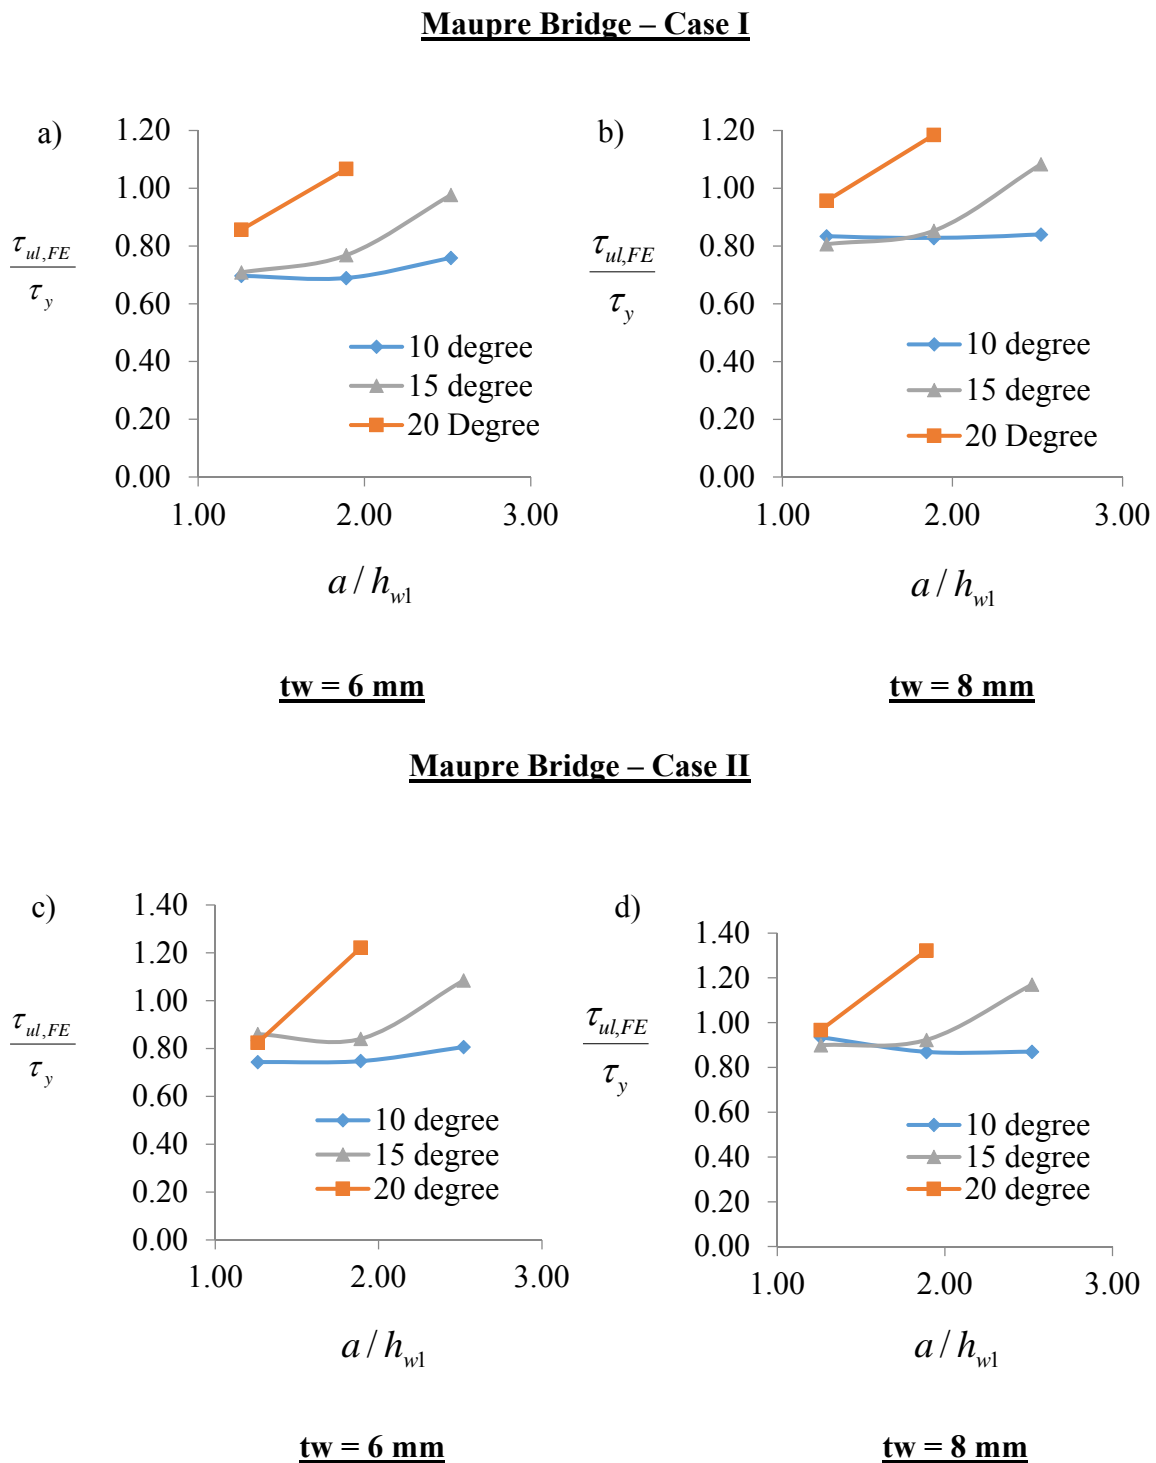 Maupre Bridge – Case I
a)
1.20
1.00
0.80
0.60
0.40
0.20
0.00
τul,FE
τy
10 degree
15 degree
20 Degree
1.00 2.00 3.00
a / hw1
tw = 6 mm
b)
1.20
1.00
0.80
0.60
0.40
0.20
0.00
τul,FE
τy
10 degree
15 degree
20 Degree
1.00 2.00 3.00
a / hw1
tw = 8 mm
Maupre Bridge – Case II
c)
1.40
1.20
1.00
0.80
0.60
0.40
0.20
0.00
τul,FE
τy
10 degree
15 degree
20 degree
1.00 2.00 3.00
a / hw1
tw = 6 mm
d)
1.40
1.20
1.00
0.80
0.60
0.40
0.20
0.00
τul,FE
τy
10 degree
15 degree
20 degree
1.00 2.00 3.00
a / hw1
tw = 8 mm